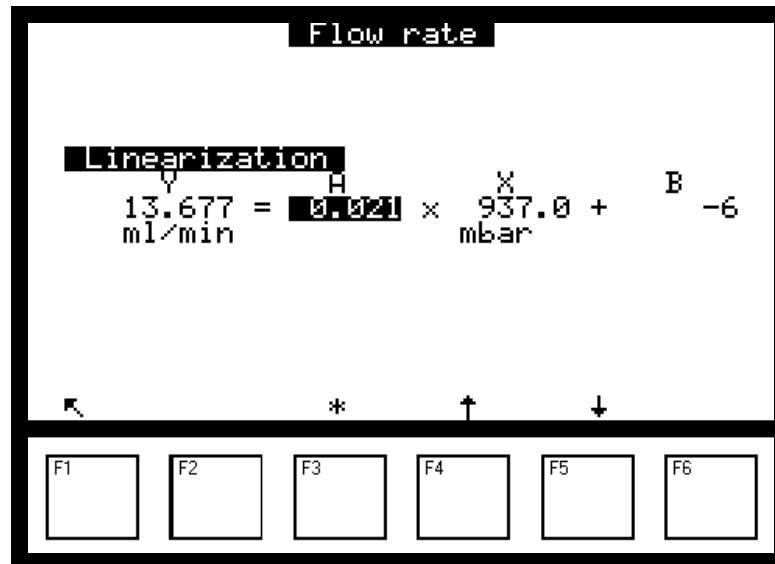 Flow rate
Linearization
Y A X B
13.677 = 0.021 x 937.0 + -6
ml/min mbar
↖ * ↑ ↓
F1 F2 F3 F4 F5 F6